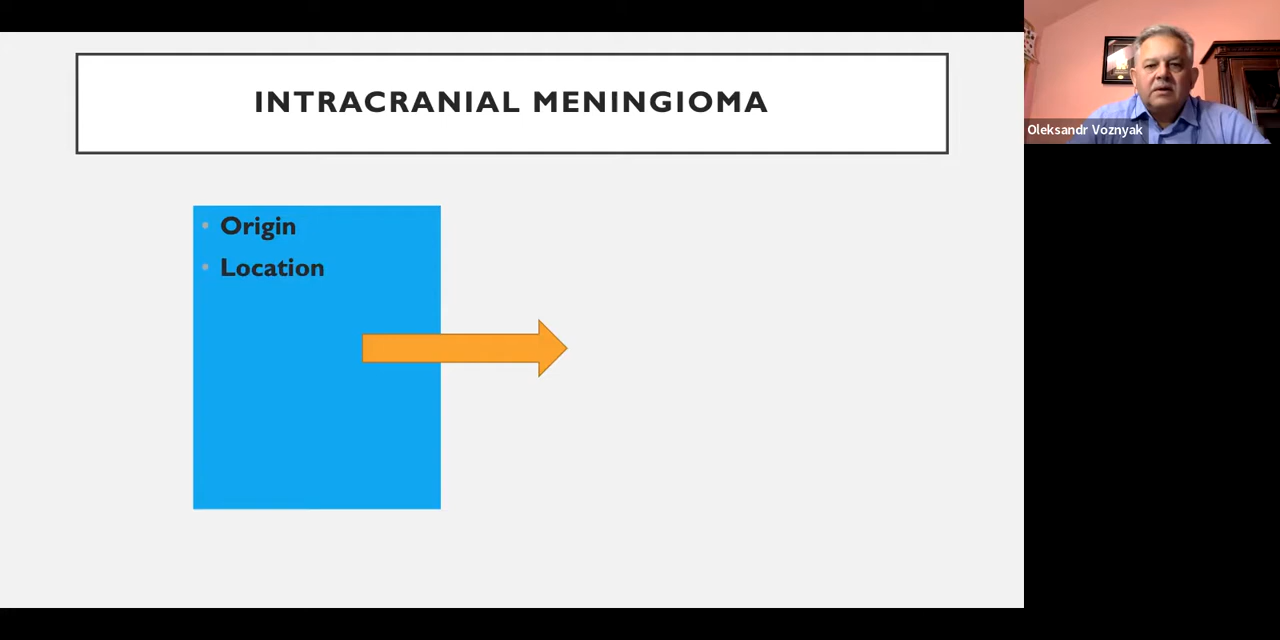 INTRACRANIAL MENINGIOMA
Oleksandr Voznyak
• Origin
• Location